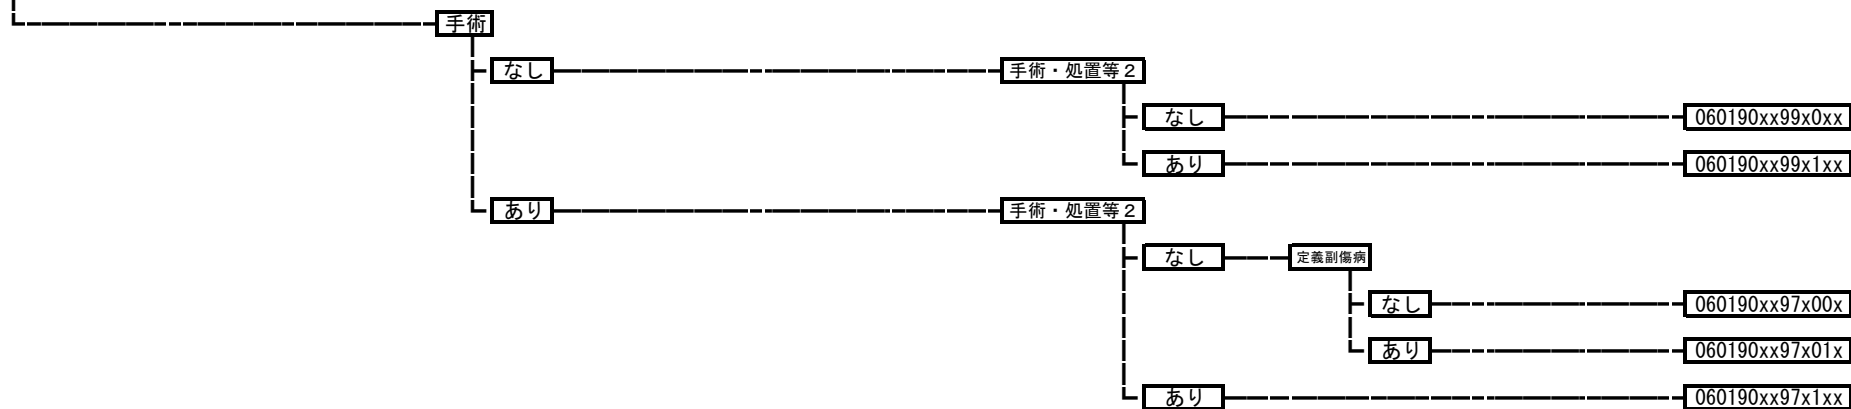 手術
なし 手術・処置等２
なし 060190xx99x0xx
あり 060190xx99x1xx
あり 手術・処置等２
なし 定義副傷病
なし 060190xx97x00x
あり 060190xx97x01x
あり 060190xx97x1xx